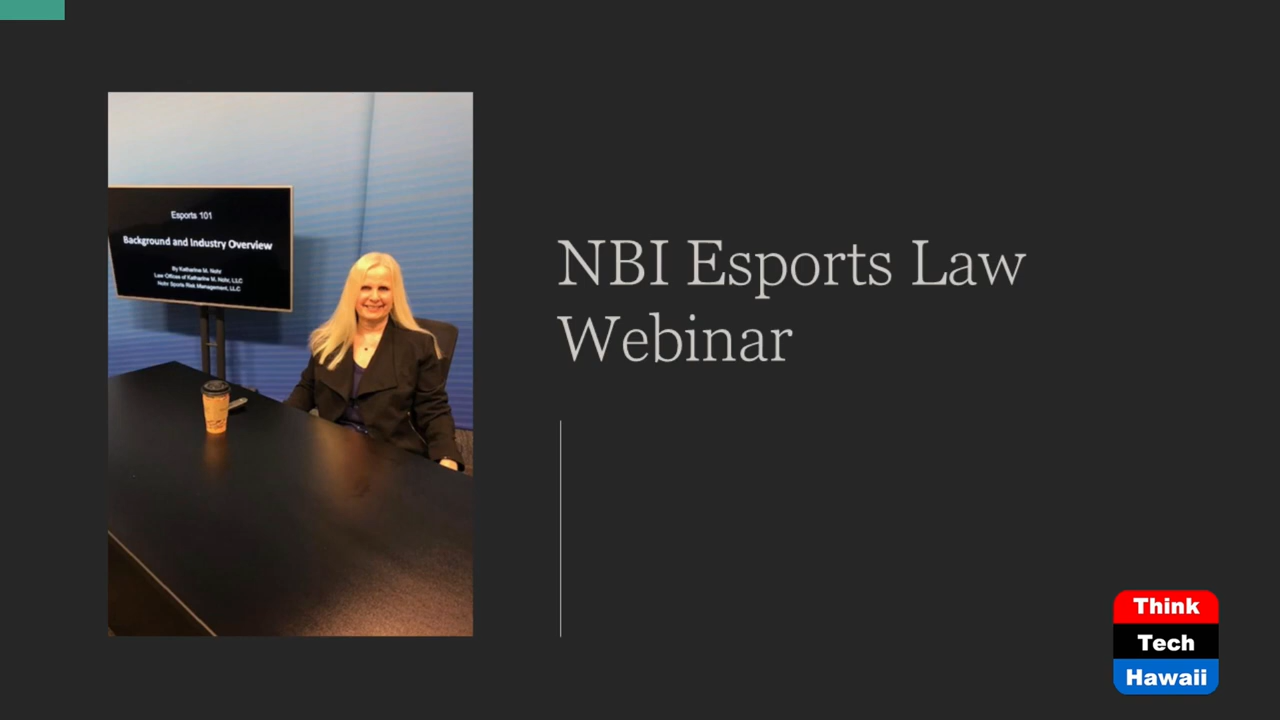 Esports 101
Background and Industry Overview
By Katharine M. Nohr
Law Offices of Katharine M. Nohr, LLC
Nohr Sports Risk Management, LLC
NBI Esports Law
Webinar
Think
Tech
Hawaii